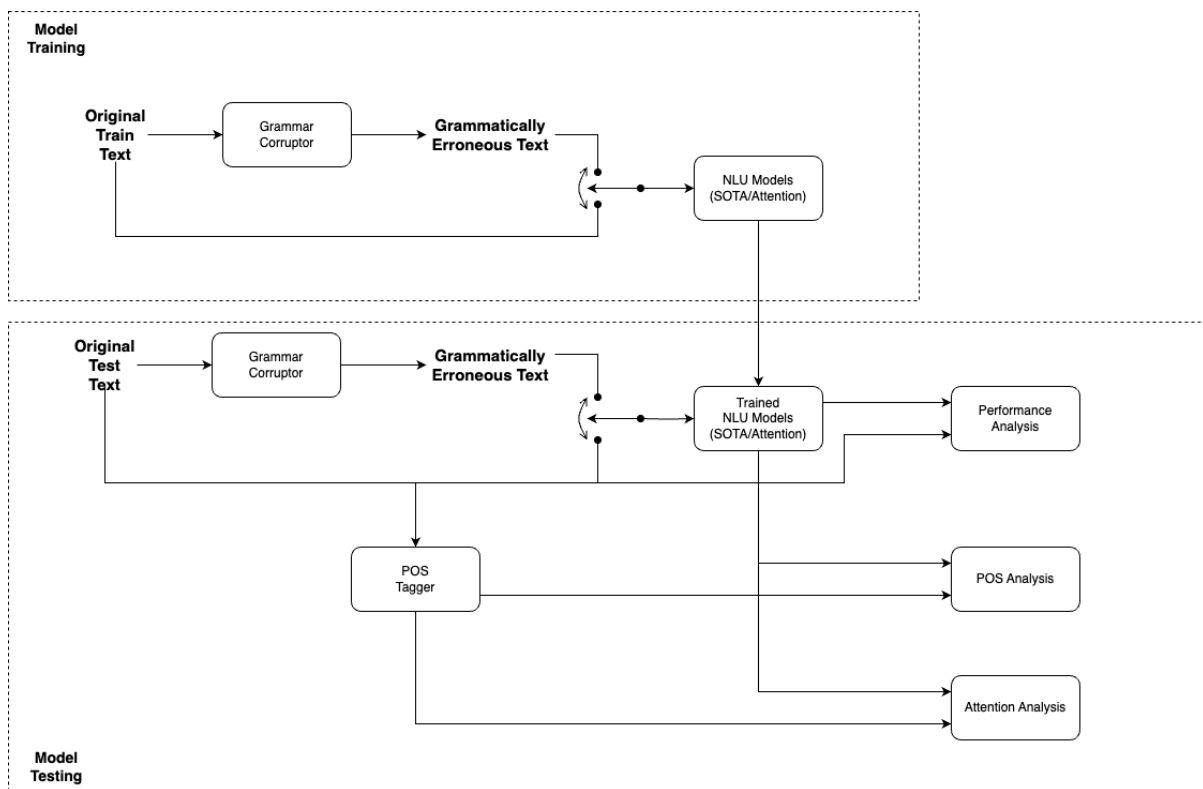 Model
Training
Original
Train
Text
Grammar
Corruptor
Grammatically
Erroneous Text
NLU Models
(SOTA/Attention)
Original
Test
Text
Grammar
Corruptor
Grammatically
Erroneous Text
Trained
NLU Models
(SOTA/Attention)
Performance
Analysis
POS
Tagger
POS Analysis
Attention Analysis
Model
Testing